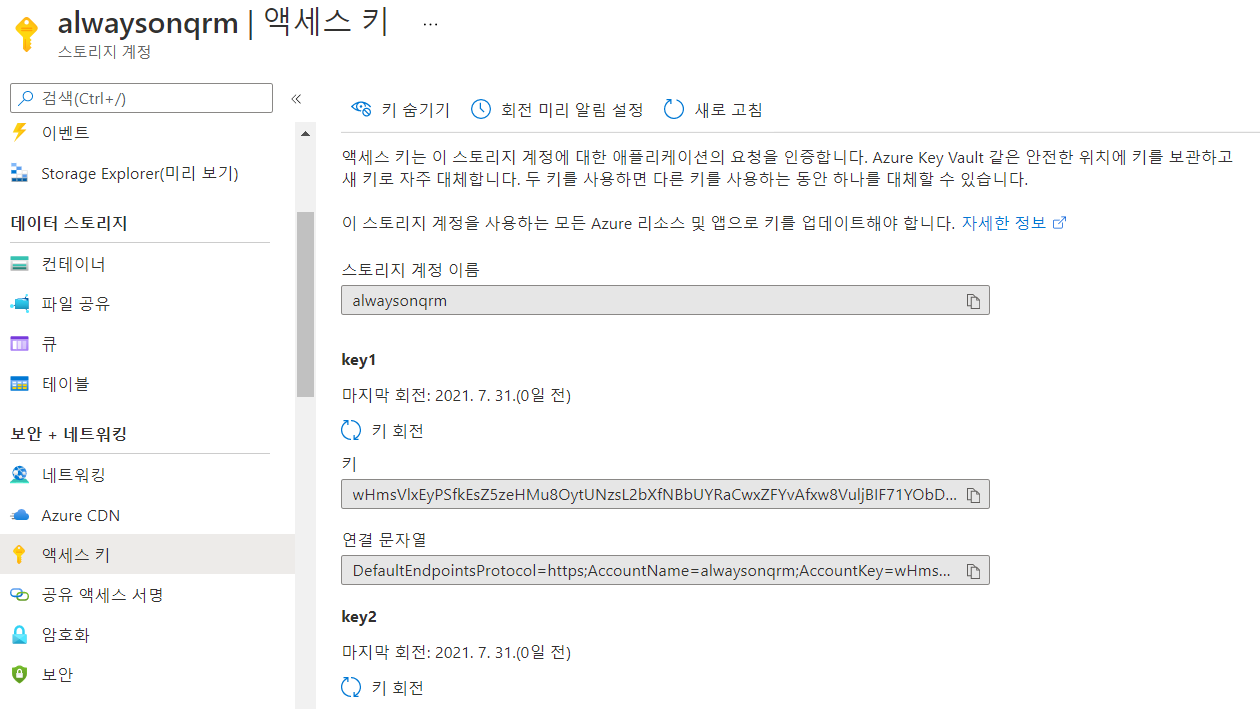 alwaysonqrm | 액세스 키 ...
스토리지 계정
검색(Ctrl+/)
«
이벤트
Storage Explorer(미리 보기)
데이터 스토리지
컨테이너
파일 공유
큐
테이블
보안 + 네트워킹
네트워킹
Azure CDN
액세스 키
공유 액세스 서명
암호화
보안
키 숨기기
회전 미리 알림 설정
새로 고침
액세스 키는 이 스토리지 계정에 대한 애플리케이션의 요청을 인증합니다. Azure Key Vault 같은 안전한 위치에 키를 보관하고
새 키로 자주 대체합니다. 두 키를 사용하면 다른 키를 사용하는 동안 하나를 대체할 수 있습니다.
이 스토리지 계정을 사용하는 모든 Azure 리소스 및 앱으로 키를 업데이트해야 합니다. 자세한 정보
스토리지 계정 이름
alwaysonqrm
key1
마지막 회전: 2021. 7. 31.(0일 전)
키 회전
키
연결 문자열
DefaultEndpointsProtocol=https;AccountName=alwaysonqrm;AccountKey=wHms...
key2
마지막 회전: 2021. 7. 31.(0일 전)
키 회전